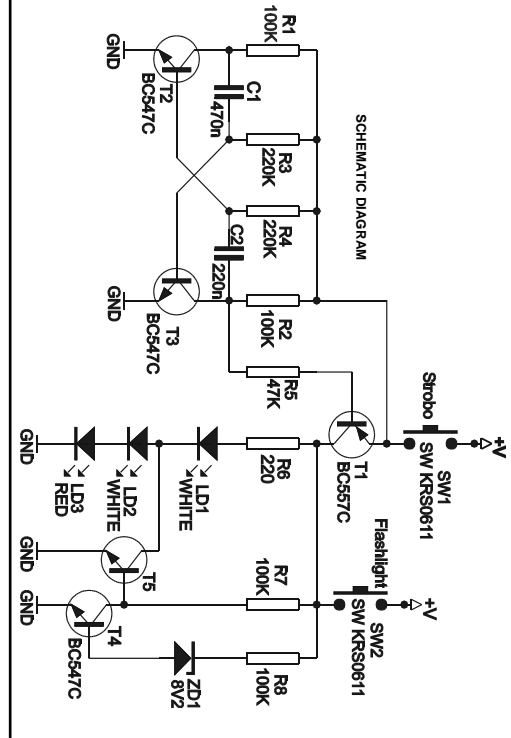 SCHEMATIC DIAGRAM
R1
100K
C1
470n
R3
220K
R4
220K
C2
220n
R2
100K
R5
47K
T2
BC547C
GND
T3
BC547C
GND
T1
BC557C
Strobo
SW1
SW KRS0611
+V
R6
220
LD1
WHITE
LD2
WHITE
LD3
RED
GND
Flashlight
SW2
SW KRS0611
+V
R7
100K
R8
100K
ZD1
8V2
T5
GND
T4
BC547C
GND